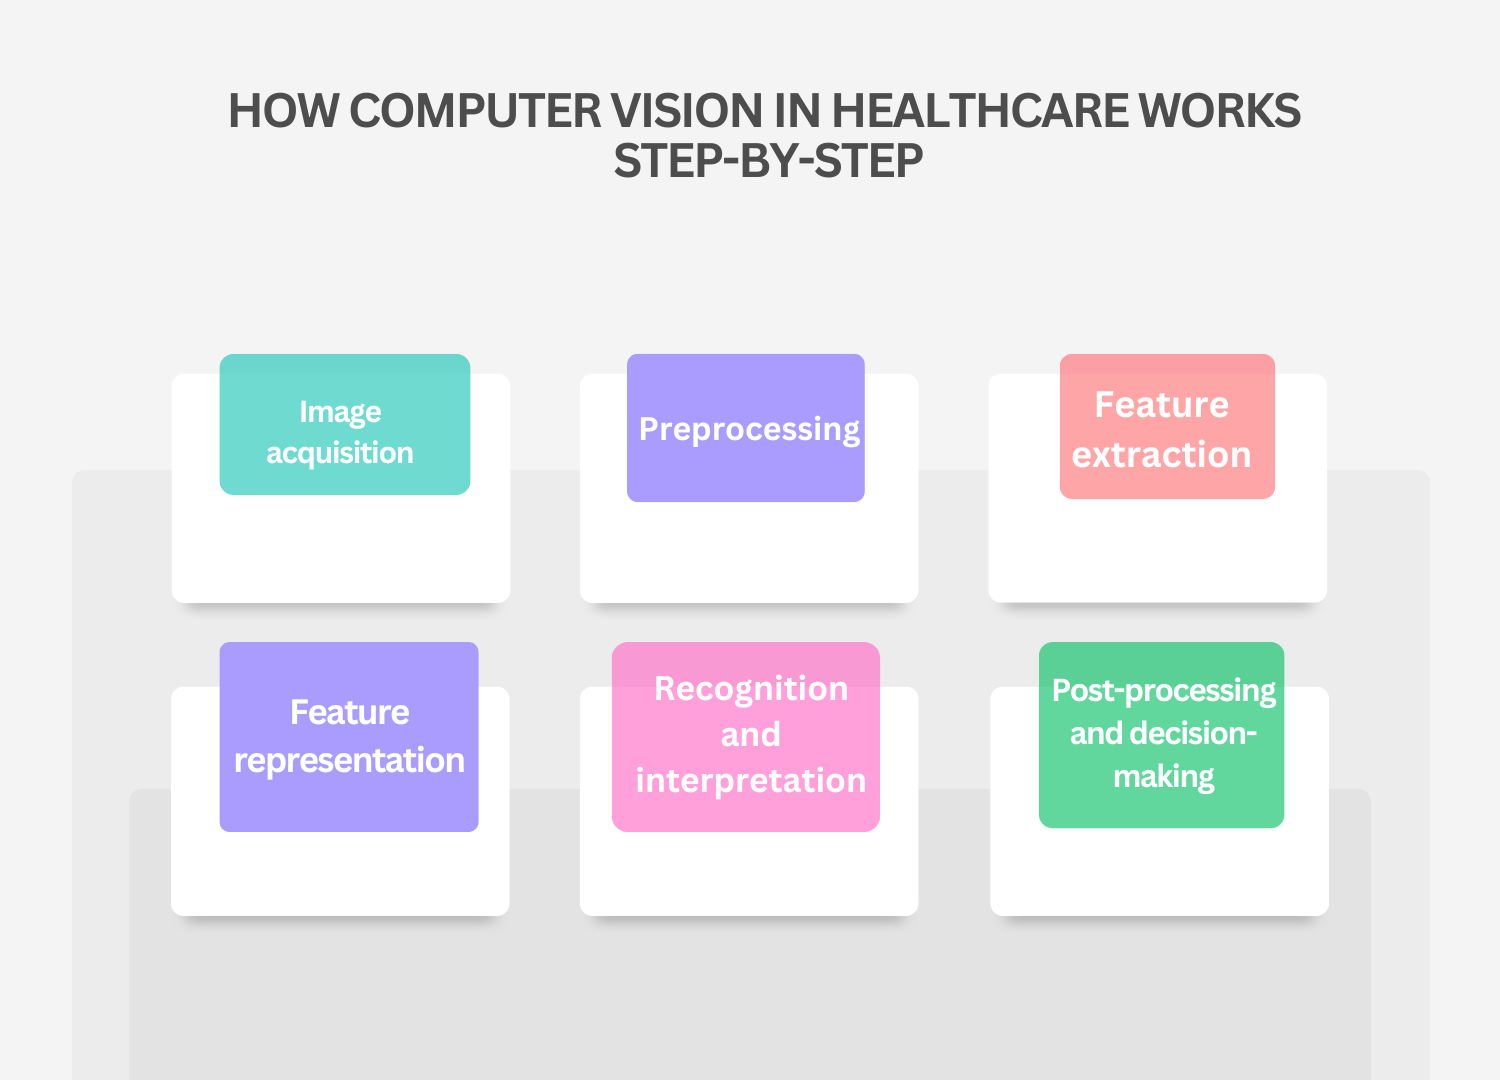 HOW COMPUTER VISION IN HEALTHCARE WORKS
STEP-BY-STEP
Image
acquisition
Preprocessing
Feature
extraction
Feature
representation
Recognition
and
interpretation
Post-processing
and decision-
making